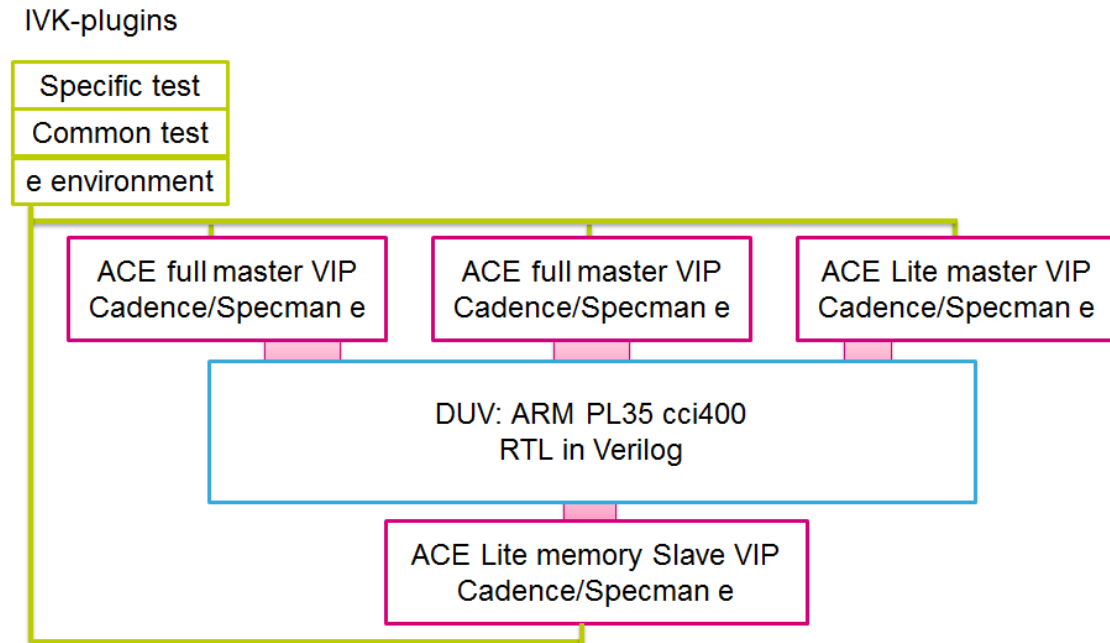 IVK-plugins
Specific test
Common test
e environment
ACE full master VIP
Cadence/Specman e
ACE full master VIP
Cadence/Specman e
ACE Lite master VIP
Cadence/Specman e
DUV: ARM PL35 cci400
RTL in Verilog
ACE Lite memory Slave VIP
Cadence/Specman e